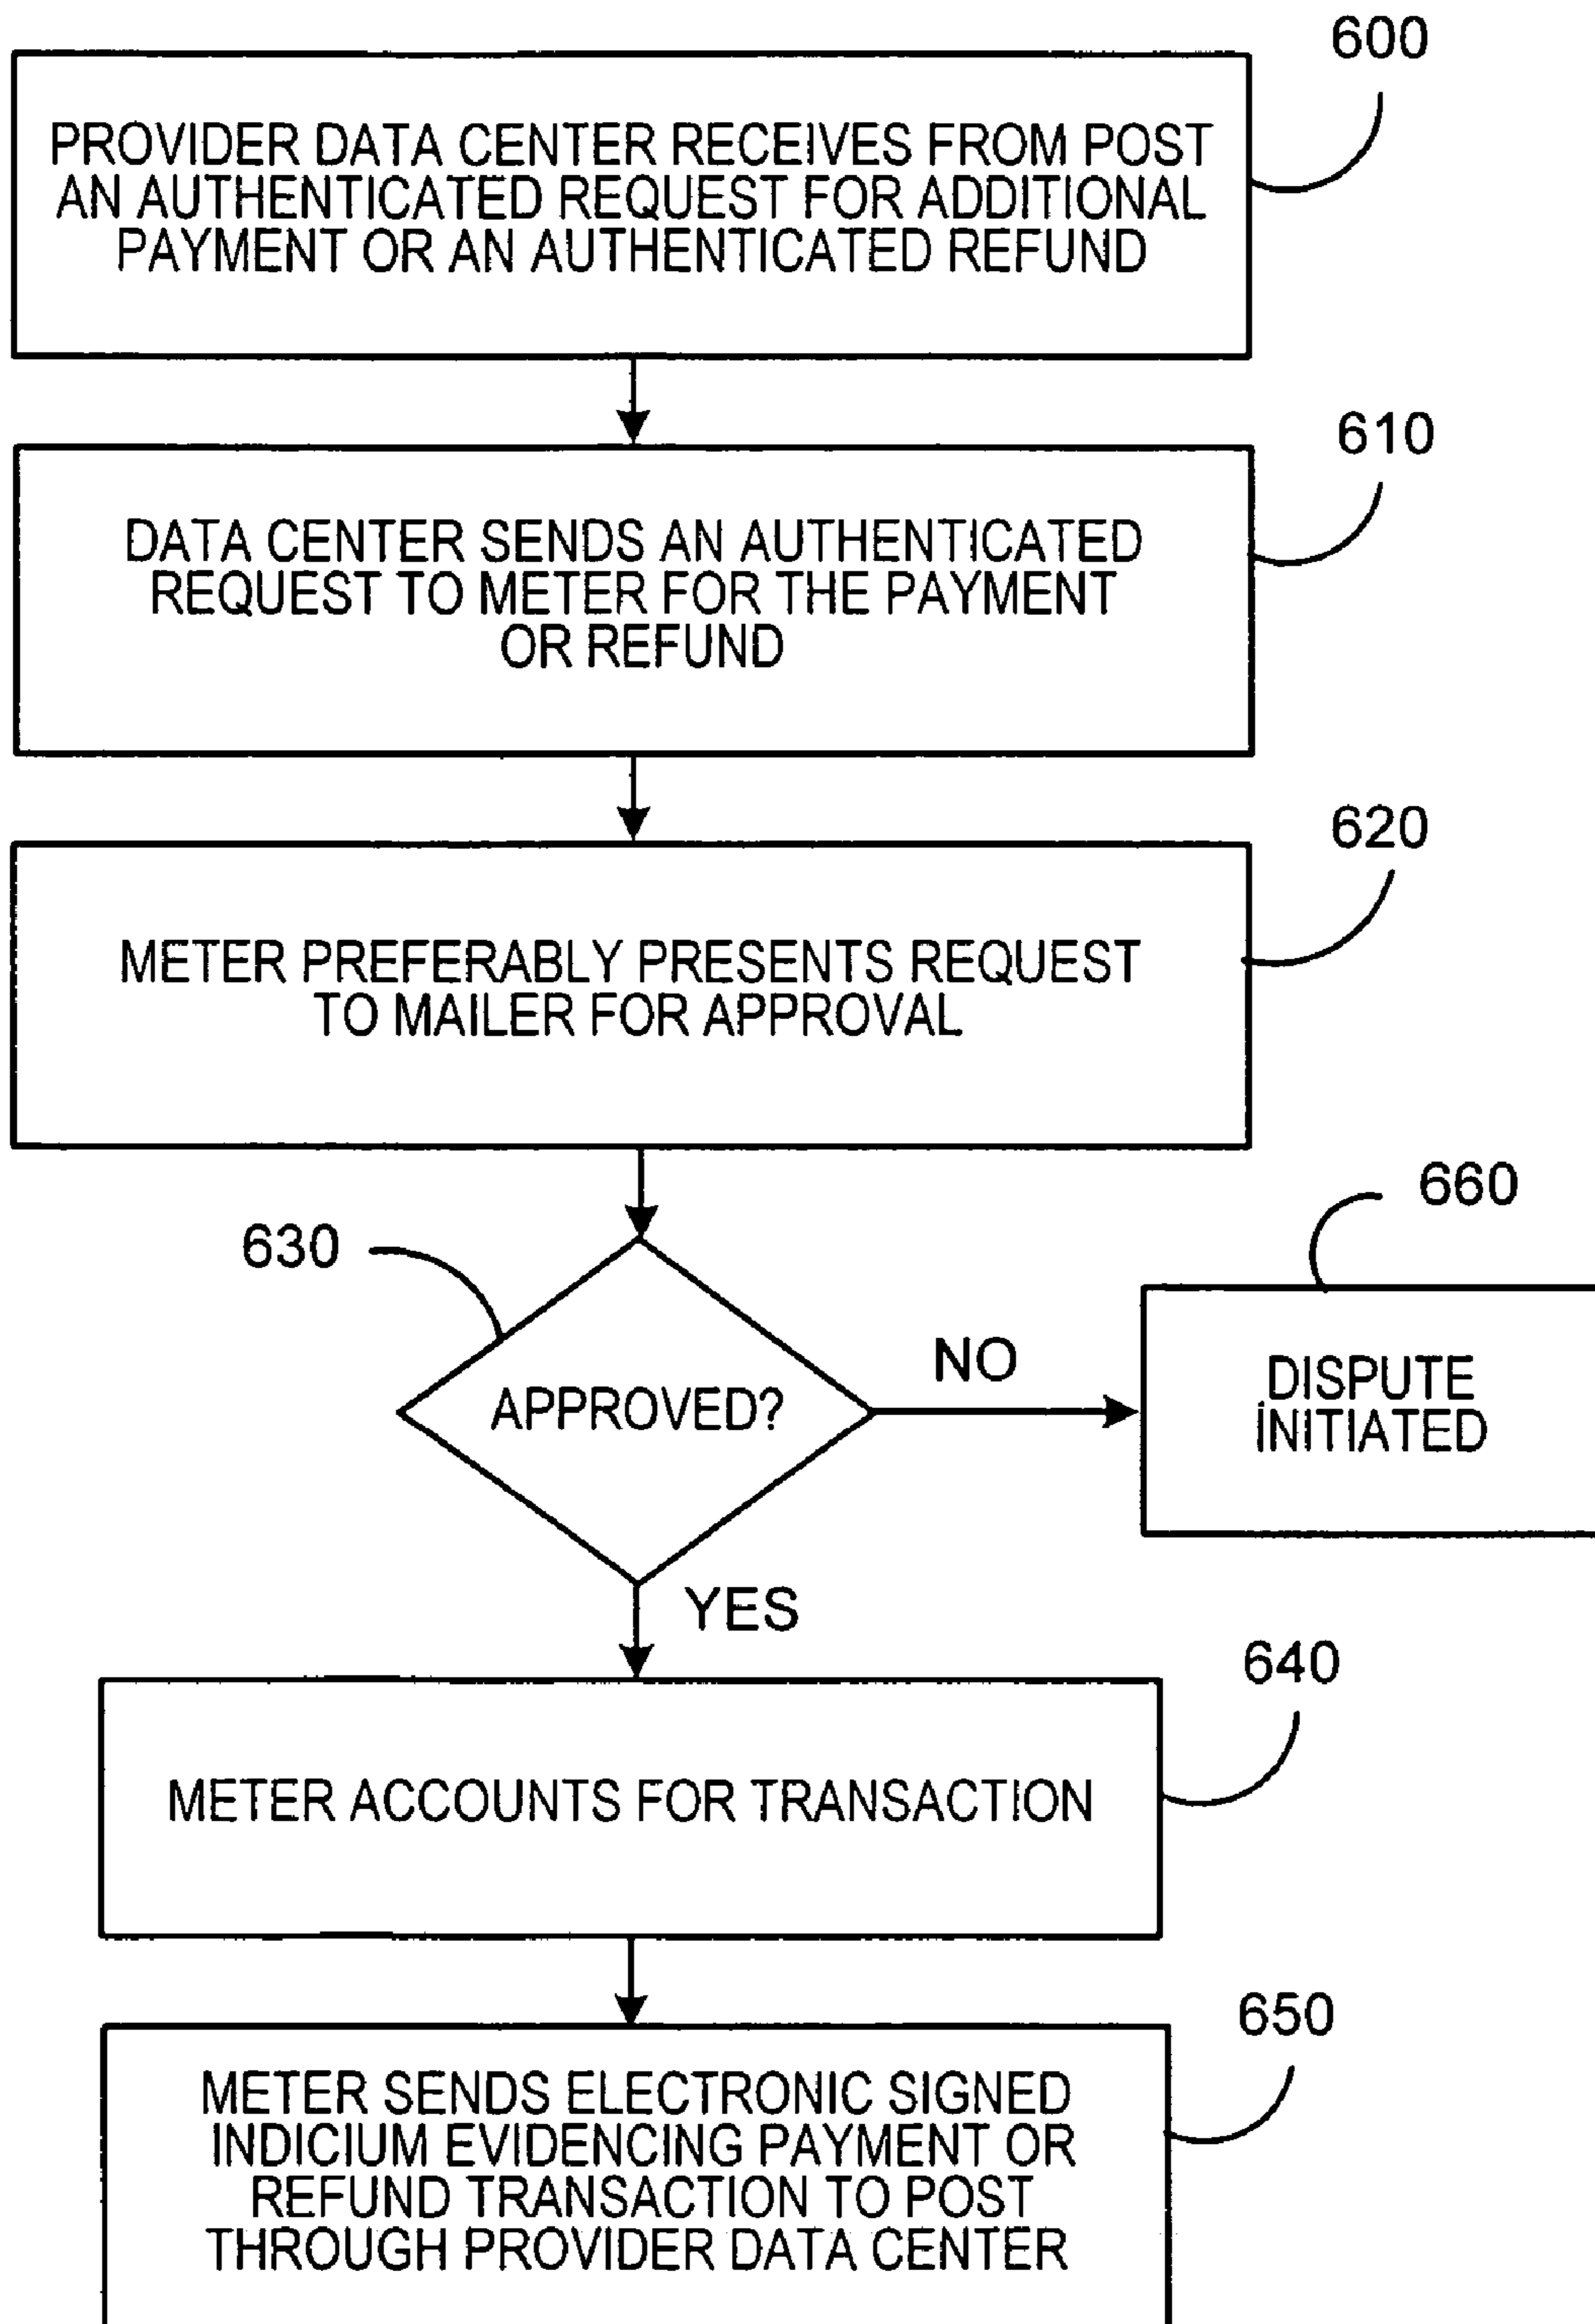 600
PROVIDER DATA CENTER RECEIVES FROM POST
AN AUTHENTICATED REQUEST FOR ADDITIONAL
PAYMENT OR AN AUTHENTICATED REFUND
610
DATA CENTER SENDS AN AUTHENTICATED
REQUEST TO METER FOR THE PAYMENT
OR REFUND
620
METER PREFERABLY PRESENTS REQUEST
TO MAILER FOR APPROVAL
630
APPROVED?
NO
660
DISPUTE
INITIATED
YES
640
METER ACCOUNTS FOR TRANSACTION
650
METER SENDS ELECTRONIC SIGNED
INDICIUM EVIDENCING PAYMENT OR
REFUND TRANSACTION TO POST
THROUGH PROVIDER DATA CENTER